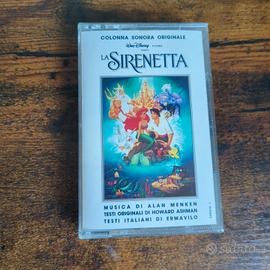 COLONNA SONORA ORIGINALE
WALT DISNEY
LA SIRENETTA
MUSICA DI ALAN MENKEN
TESTI ORIGINALI DI HOWARD ASHMAN
TESTI ITALIANI DI ERMAVILO
subito